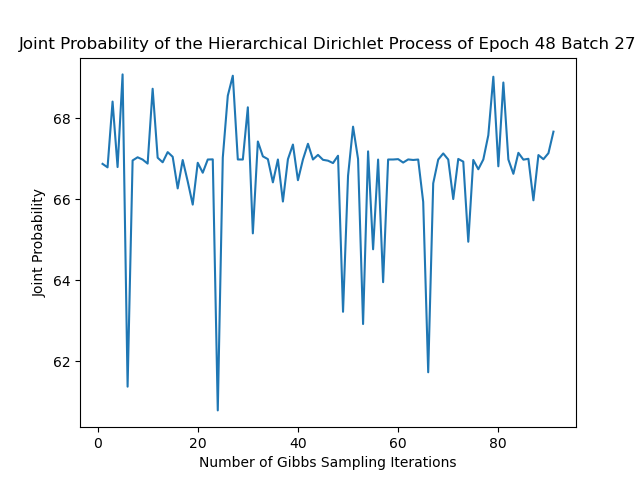 Joint Probability of the Hierarchical Dirichlet Process of Epoch 48 Batch 27
68
66
64
62
Joint Probability
0 20 40 60 80
Number of Gibbs Sampling Iterations